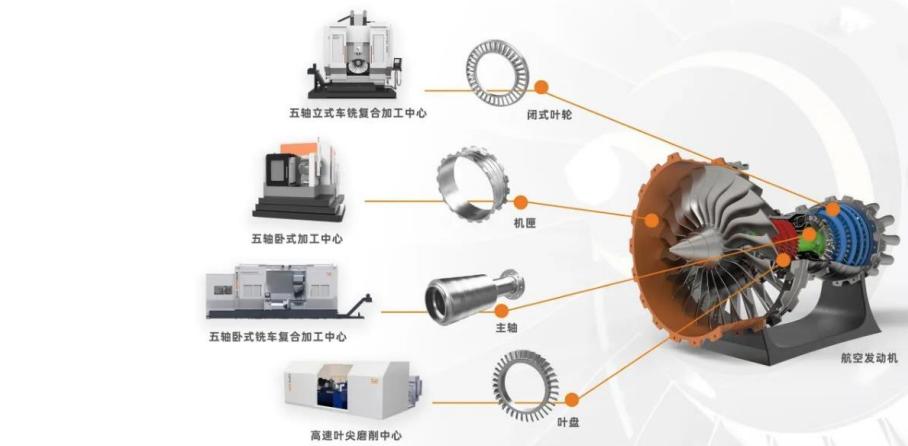 五轴立式车铣复合加工中心
闭式叶轮
五轴卧式加工中心
机匣
五轴卧式铣车复合加工中心
主轴
航空发动机
高速叶尖磨削中心
叶盘